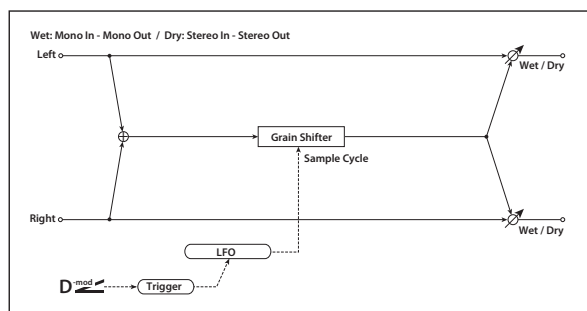 Wet: Mono In - Mono Out / Dry: Stereo In - Stereo Out
Left
Wet / Dry
Grain Shifter
Sample Cycle
Right
Wet / Dry
LFO
D-mod
Trigger